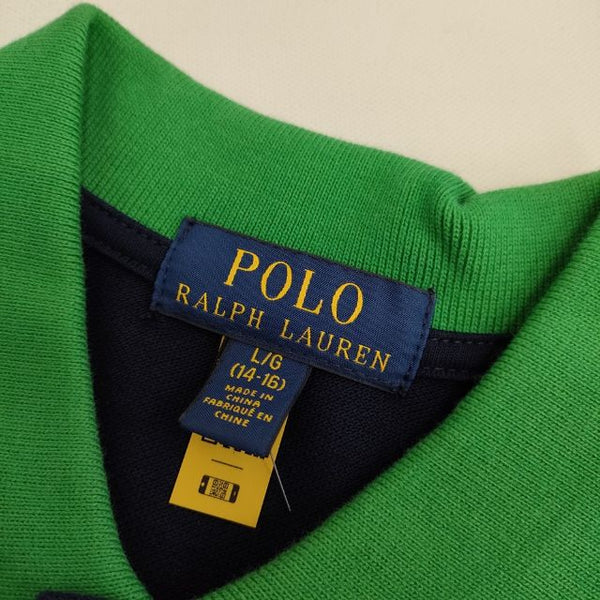 POLO
RALPH LAUREN
L/G
(14-16)
MADE IN
CHINA
FABRIQUÉ EN
CHINE